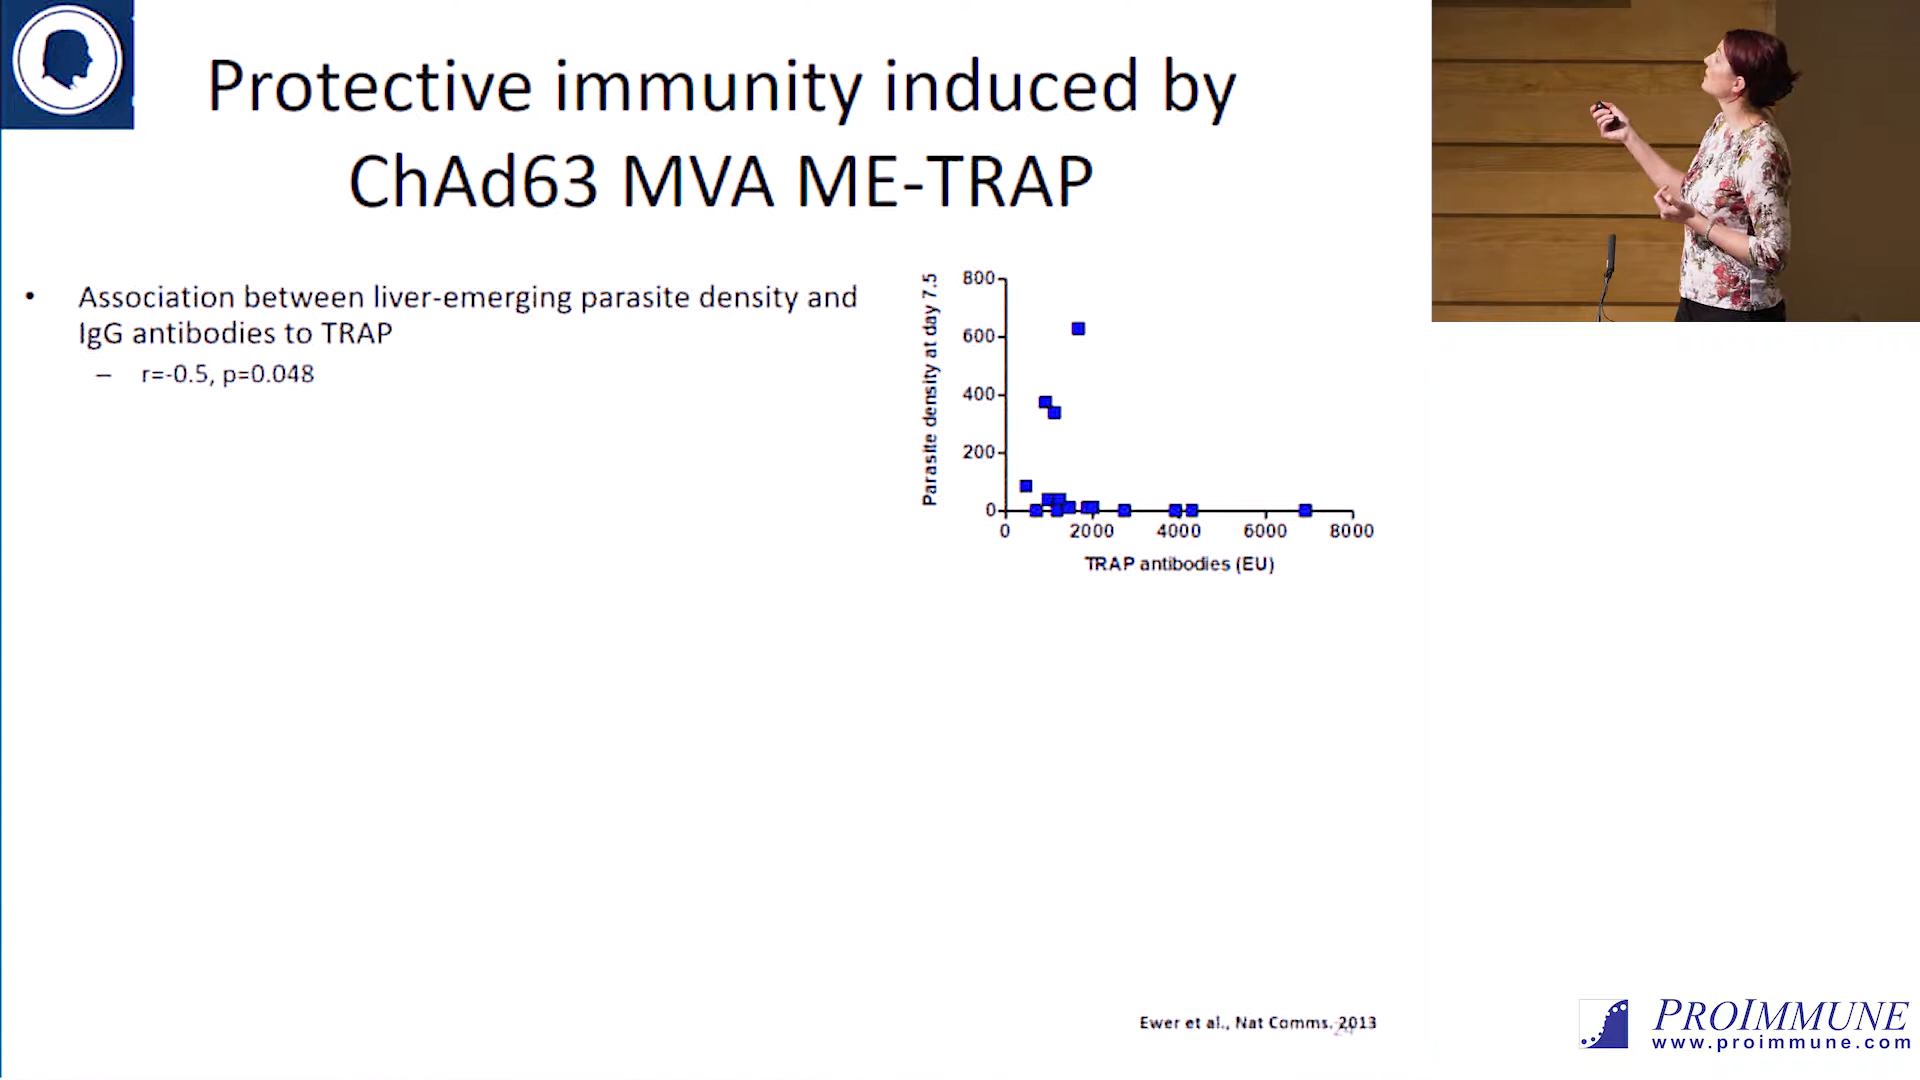 Protective immunity induced by
ChAd63 MVA ME-TRAP
• Association between liver-emerging parasite density and
IgG antibodies to TRAP
– r=-0.5, p=0.048
Parasite density at day 7.5
800
600
400
200
0
0 2000 4000 6000 8000
TRAP antibodies (EU)
Ewer et al., Nat Comms. 2013
24
PROIMMUNE
www.proimmune.com